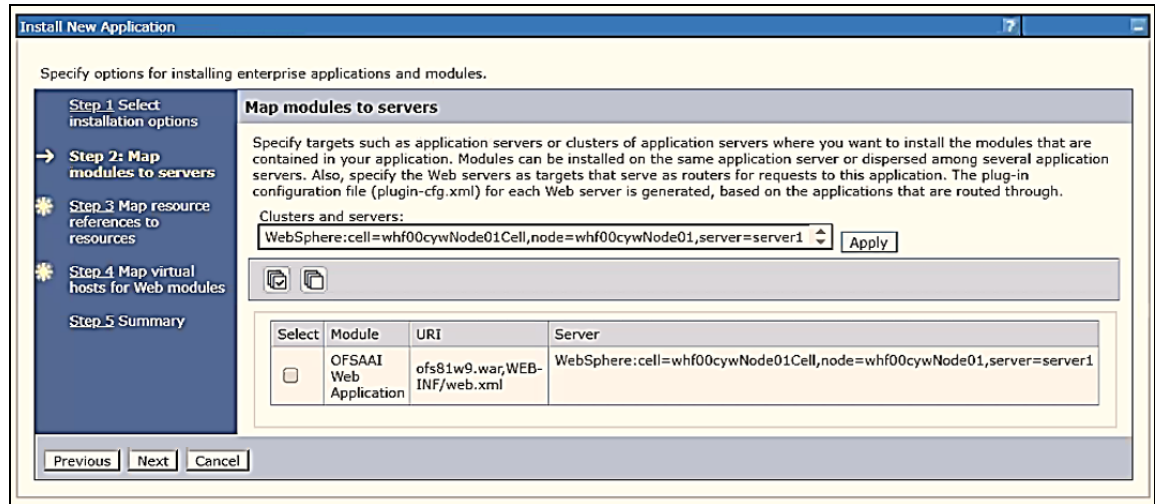 Install New Application
?
Specify options for installing enterprise applications and modules.
Step 1 Select
installation options
Step 2: Map
modules to servers
Step 3 Map resource
references to
resources
Step 4 Map virtual
hosts for Web modules
Step 5 Summary
Map modules to servers
Specify targets such as application servers or clusters of application servers where you want to install the modules that are
contained in your application. Modules can be installed on the same application server or dispersed among several application
servers. Also, specify the Web servers as targets that serve as routers for requests to this application. The plug-in
configuration file (plugin-cfg.xml) for each Web server is generated, based on the applications that are routed through.
Clusters and servers:
WebSphere:cell=whf00cywNode01Cell,node=whf00cywNode01,server=server1
Apply
Select Module URI Server
OFSAAI
Web
Application
ofs81w9.war,WEB-
INF/web.xml
WebSphere:cell=whf00cywNode01Cell,node=whf00cywNode01,server=server1
Previous Next Cancel